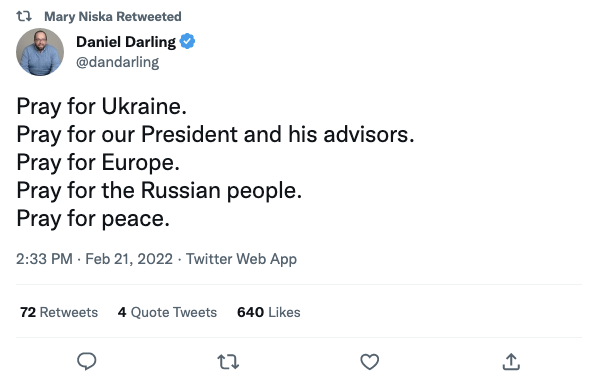 Mary Niska Retweeted
Daniel Darling
@dandarling
Pray for Ukraine.
Pray for our President and his advisors.
Pray for Europe.
Pray for the Russian people.
Pray for peace.
2:33 PM · Feb 21, 2022 · Twitter Web App
72 Retweets 4 Quote Tweets 640 Likes